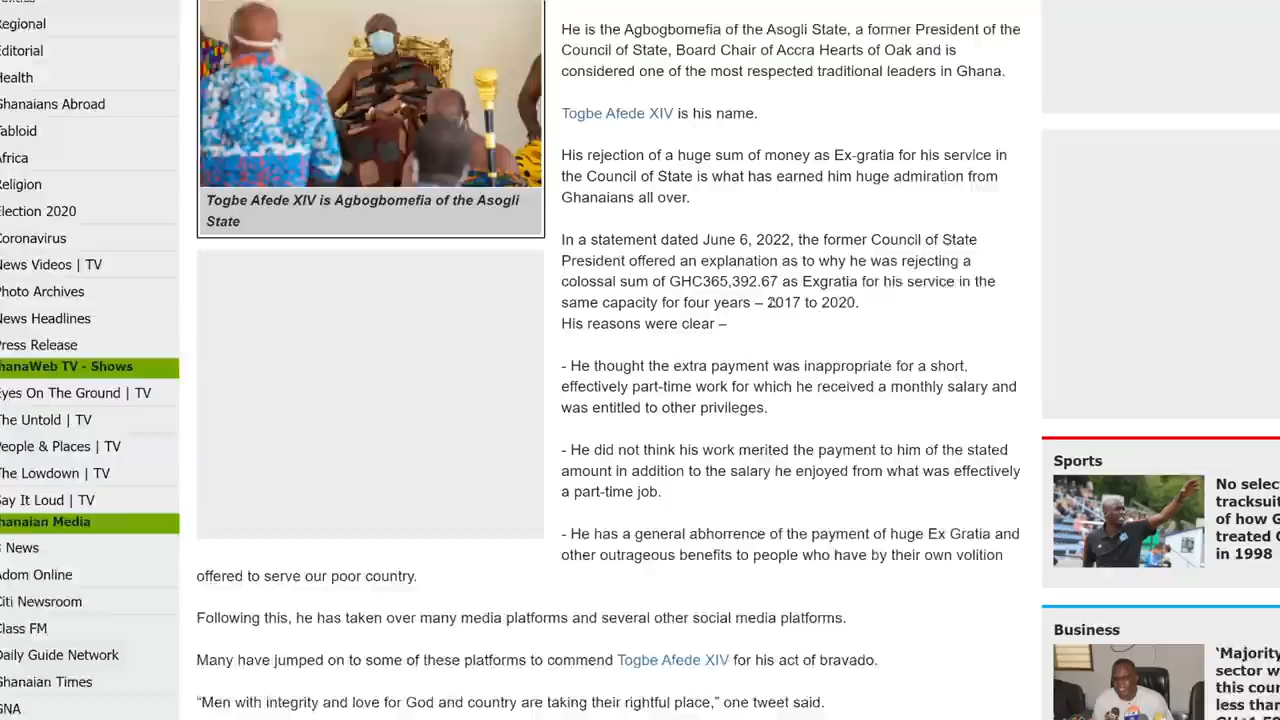 Regional
Editorial
Health
Ghanaians Abroad
Tabloid
Africa
Religion
Election 2020
Coronavirus
News Videos | TV
Photo Archives
News Headlines
Press Release
hanaWeb TV - Shows
Eyes On The Ground | TV
The Untold | TV
People & Places | TV
The Lowdown | TV
Say It Loud | TV
hanaian Media
News
Adom Online
Citi Newsroom
Class FM
Daily Guide Network
Ghanaian Times
GNA
Togbe Afede XIV is Agbogbomefia of the Asogli
State
He is the Agbogbomefia of the Asogli State, a former President of the
Council of State, Board Chair of Accra Hearts of Oak and is
considered one of the most respected traditional leaders in Ghana.
Togbe Afede XIV is his name.
His rejection of a huge sum of money as Ex-gratia for his service in
the Council of State is what has earned him huge admiration from
Ghanaians all over.
In a statement dated June 6, 2022, the former Council of State
President offered an explanation as to why he was rejecting a
colossal sum of GHC365,392.67 as Exgratia for his service in the
same capacity for four years – 2017 to 2020.
His reasons were clear –
- He thought the extra payment was inappropriate for a short,
effectively part-time work for which he received a monthly salary and
was entitled to other privileges.
- He did not think his work merited the payment to him of the stated
amount in addition to the salary he enjoyed from what was effectively
a part-time job.
- He has a general abhorrence of the payment of huge Ex Gratia and
other outrageous benefits to people who have by their own volition
offered to serve our poor country.
Following this, he has taken over many media platforms and several other social media platforms.
Many have jumped on to some of these platforms to commend Togbe Afede XIV for his act of bravado.
“Men with integrity and love for God and country are taking their rightful place,” one tweet said.
Sports
No selec
tracksuit
of how G
treated
in 1998
Business
‘Majority
sector w
this coun
less than